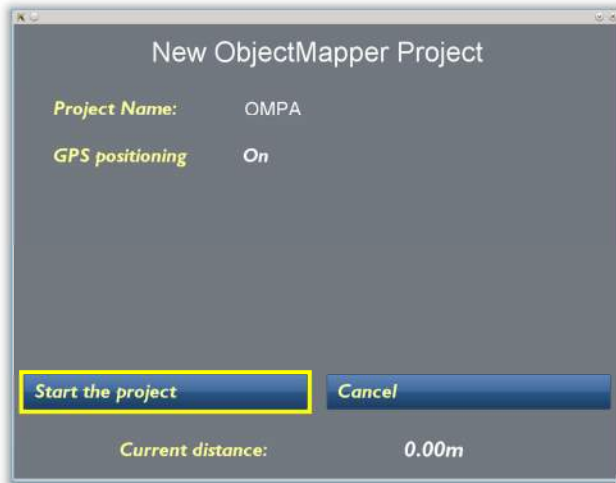 New ObjectMapper Project
Project Name: OMPA
GPS positioning On
Start the project Cancel
Current distance: 0.00m